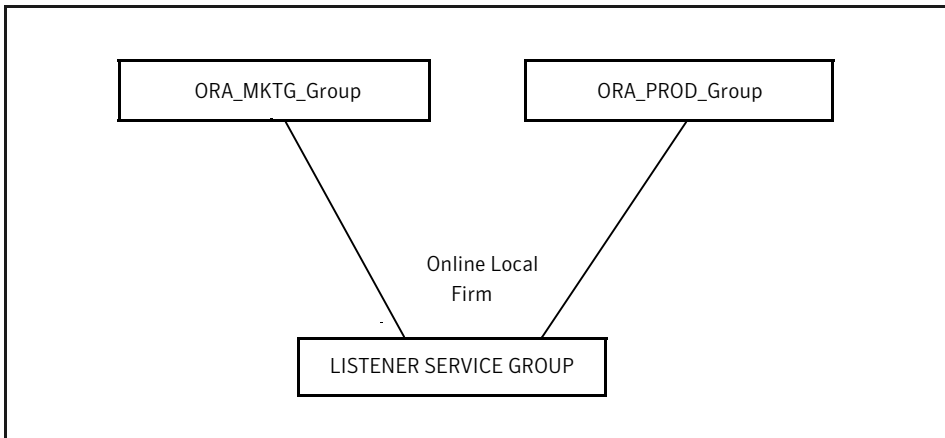 ORA_MKTG_Group
ORA_PROD_Group
Online Local
Firm
LISTENER SERVICE GROUP